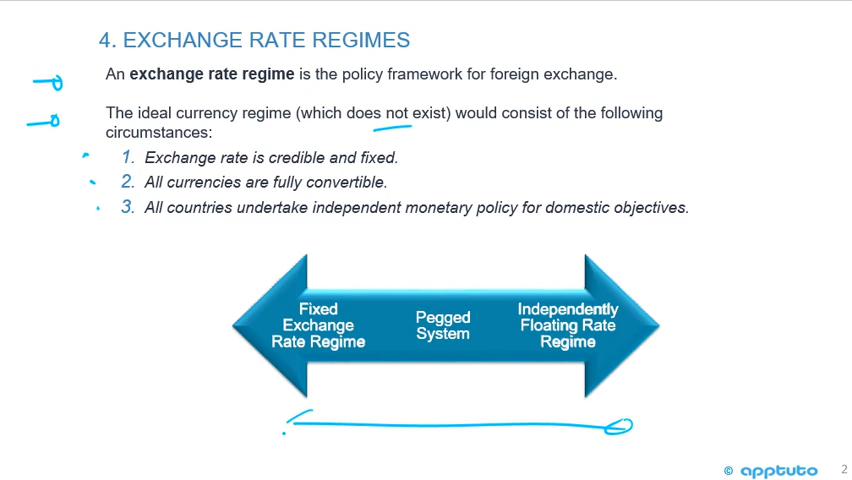 4. EXCHANGE RATE REGIMES
An exchange rate regime is the policy framework for foreign exchange.
The ideal currency regime (which does not exist) would consist of the following
circumstances:
1. Exchange rate is credible and fixed.
2. All currencies are fully convertible.
3. All countries undertake independent monetary policy for domestic objectives.
Fixed
Exchange
Rate Regime
Pegged
System
Independently
Floating Rate
Regime
© apptuto
2